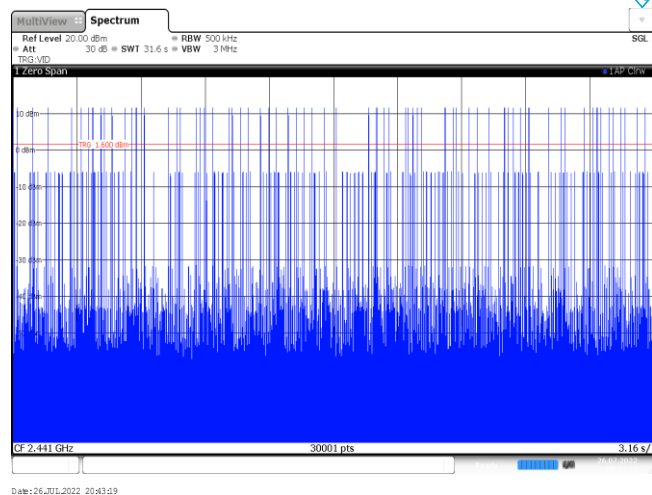 MultiView Spectrum
Ref Level 20.00 dBm RBW 500 kHz SGL
Att 30 dB SWT 31.6 s VBW 3 MHz
TRG:VID
1 Zero Span 1AP Clrw
10 dBm
TRG 1.600 dBm
0 dBm
-10 dBm
-20 dBm
-30 dBm
CF 2.441 GHz 30001 pts 3.16 s/
Date: 26.JUL.2022 20:43:19